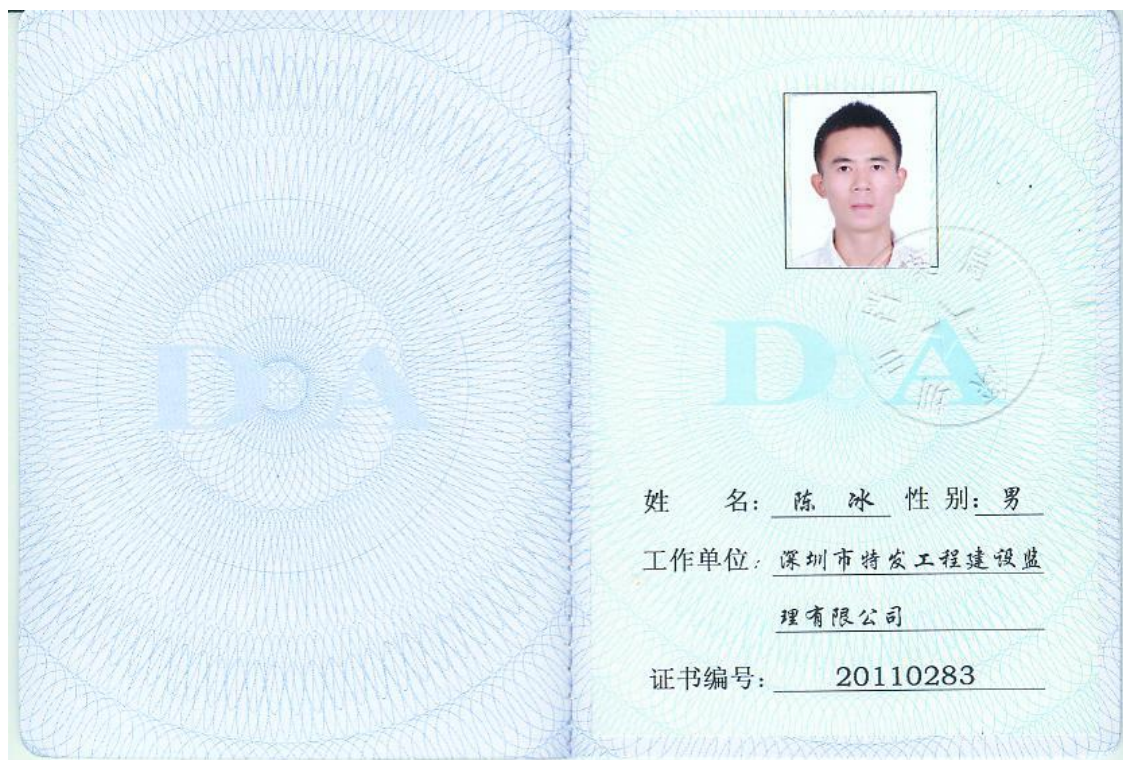 D A
D A
姓 名: 陈 冰 性 别: 男
工作单位: 深圳市特发工程建设监
理有限公司
证书编号: 20110283